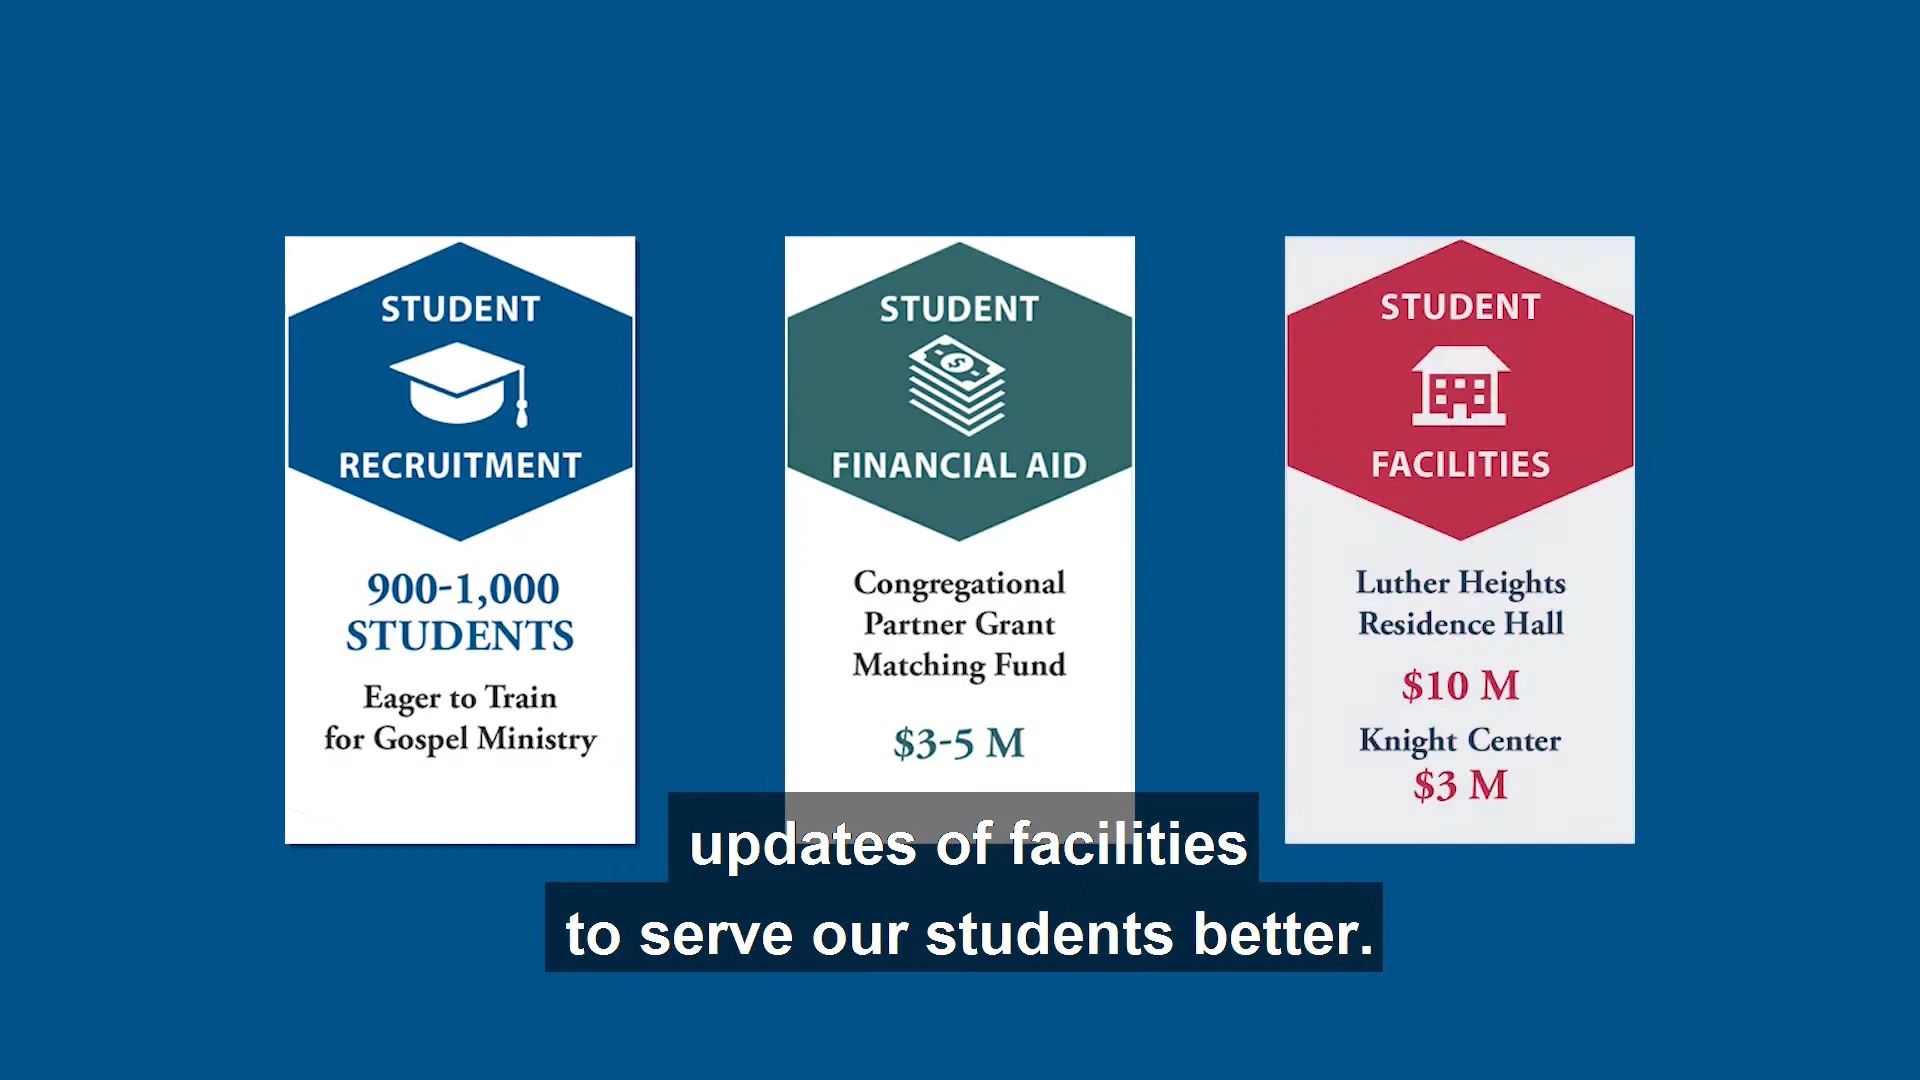 STUDENT
RECRUITMENT
900-1,000
STUDENTS
Eager to Train
for Gospel Ministry
STUDENT
FINANCIAL AID
Congregational
Partner Grant
Matching Fund
$3-5 M
STUDENT
FACILITIES
Luther Heights
Residence Hall
$10 M
Knight Center
$3 M
updates of facilities
to serve our students better.